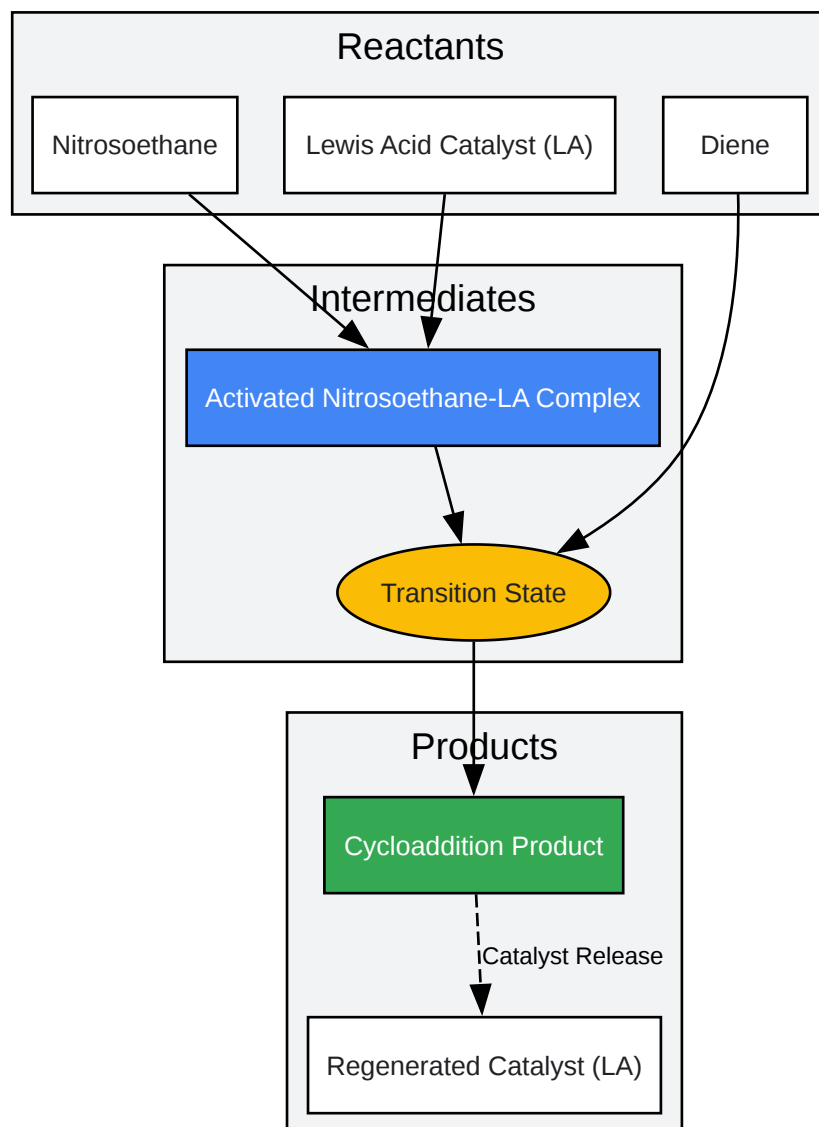 Reactants
Nitrosoethane
Lewis Acid Catalyst (LA)
Diene
Intermediates
Activated Nitrosoethane-LA Complex
Transition State
Products
Cycloaddition Product
Catalyst Release
Regenerated Catalyst (LA)